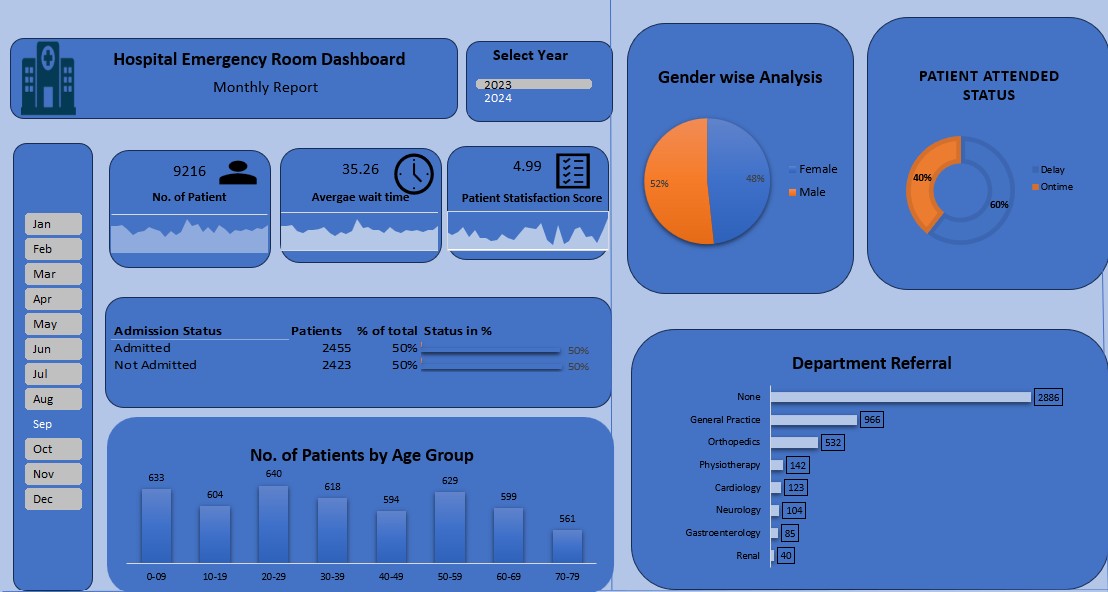 Hospital Emergency Room Dashboard
Monthly Report
Select Year
2023
2024
Jan
Feb
Mar
Apr
May
Jun
Jul
Aug
Sep
Oct
Nov
Dec
9216
No. of Patient
35.26
Avergae wait time
4.99
Patient Statisfaction Score
Admission Status Patients % of total Status in %
Admitted 2455 50% 50%
Not Admitted 2423 50% 50%
No. of Patients by Age Group
633 604 640 618 594 629 599 561
0-09 10-19 20-29 30-39 40-49 50-59 60-69 70-79
Gender wise Analysis
52% 48%
Female
Male
PATIENT ATTENDED
STATUS
40%
60%
Delay
Ontime
Department Referral
None 2886
General Practice 966
Orthopedics 532
Physiotherapy 142
Cardiology 123
Neurology 104
Gastroenterology 85
Renal 40